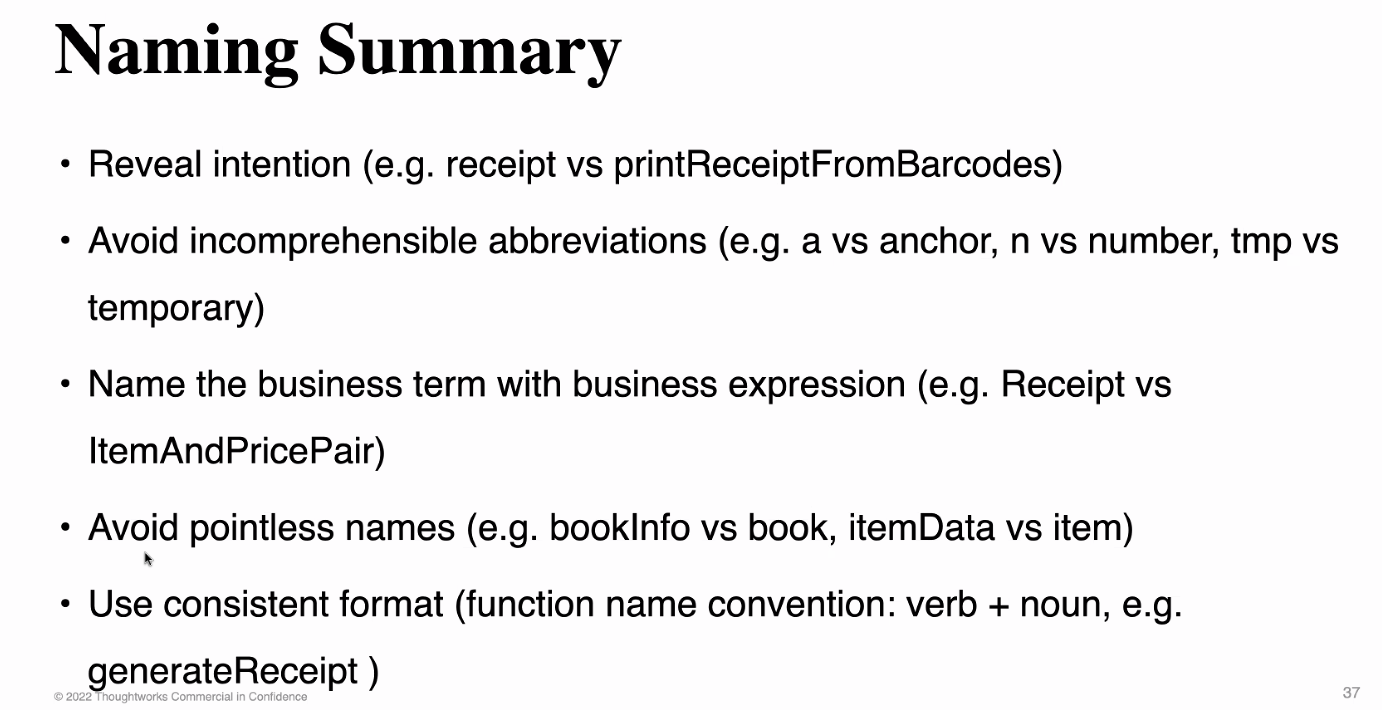 Naming Summary
• Reveal intention (e.g. receipt vs printReceiptFromBarcodes)
• Avoid incomprehensible abbreviations (e.g. a vs anchor, n vs number, tmp vs
temporary)
• Name the business term with business expression (e.g. Receipt vs
ItemAndPricePair)
• Avoid pointless names (e.g. bookInfo vs book, itemData vs item)
• Use consistent format (function name convention: verb + noun, e.g.
generateReceipt )
© 2022 Thoughtworks Commercial in Confidence
37